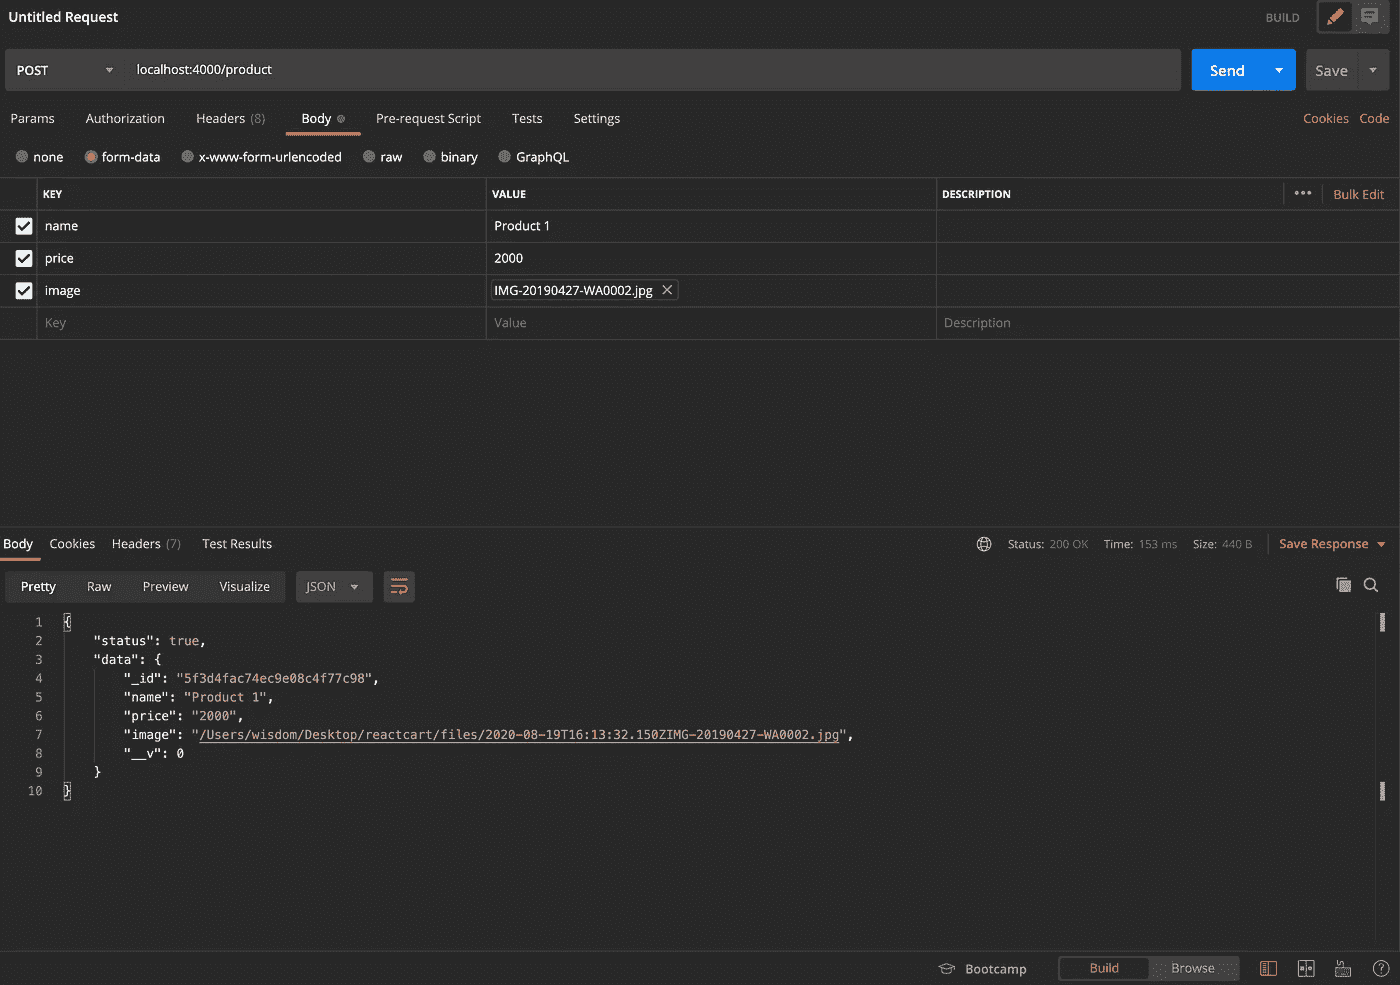 Untitled Request
BUILD
POST localhost:4000/product Send Save
Params Authorization Headers (8) Body Pre-request Script Tests Settings Cookies Code
none form-data x-www-form-urlencoded raw binary GraphQL
KEY VALUE DESCRIPTION ••• Bulk Edit
name Product 1
price 2000
image IMG-20190427-WA0002.jpg
Key Value Description
Body Cookies Headers (7) Test Results Status: 200 OK Time: 153 ms Size: 440 B Save Response
Pretty Raw Preview Visualize JSON
1 {
2 "status": true,
3 "data": {
4 "_id": "5f3d4fac74ec9e08c4f77c98",
5 "name": "Product 1",
6 "price": "2000",
7 "image": "/Users/wisdom/Desktop/reactcart/files/2020-08-19T16:13:32.150ZIMG-20190427-WA0002.jpg",
8 "__v": 0
9 }
10 }
Bootcamp Build Browse